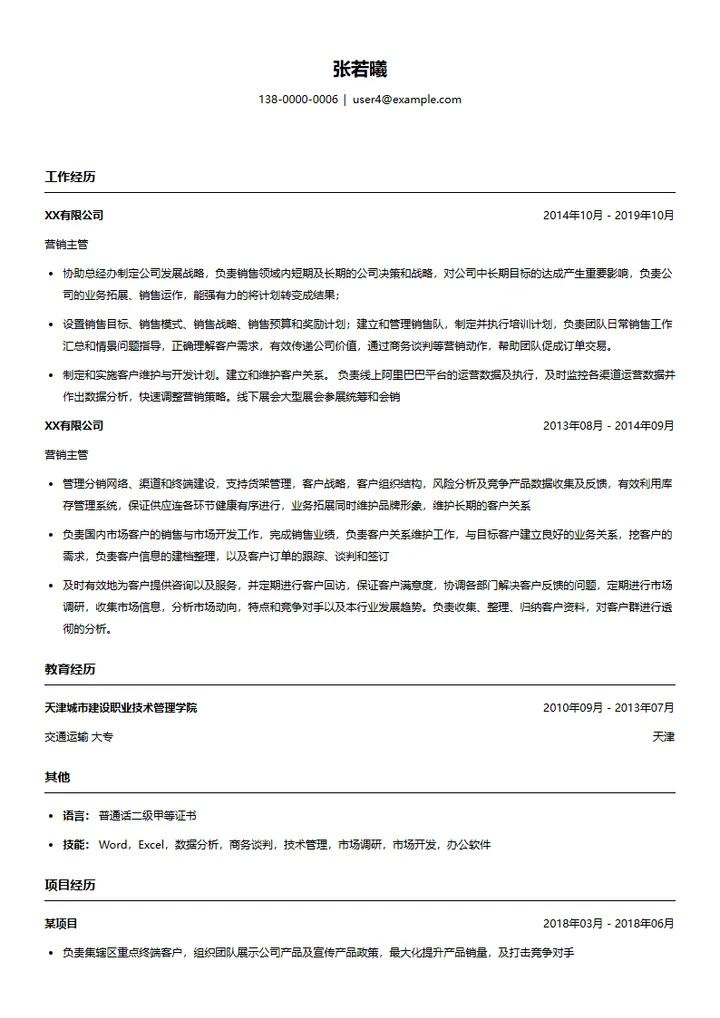 张若曦
138-0000-0006 | user4@example.com
工作经历
XX有限公司 2014年10月 - 2019年10月
营销主管
• 协助总经办制定公司发展战略，负责销售领域内短期及长期的公司决策和战略，对公司中长期目标的达成产生重要影响，负责公
司的业务拓展、销售运作，能强有力的将计划转变成结果；
• 设置销售目标、销售模式、销售战略、销售预算和奖励计划；建立和管理销售队，制定并执行培训计划，负责团队日常销售工作
汇总和情景问题指导，正确理解客户需求，有效传递公司价值，通过商务谈判等营销动作，帮助团队促成订单交易。
• 制定和实施客户维护与开发计划。建立和维护客户关系。 负责线上阿里巴巴平台的运营数据及执行，及时监控各渠道运营数据并
作出数据分析，快速调整营销策略。线下展会大型展会参展统筹和会销
XX有限公司 2013年08月 - 2014年09月
营销主管
• 管理分销网络、渠道和终端建设，支持货架管理，客户战略，客户组织结构，风险分析及竞争产品数据收集及反馈，有效利用库
存管理系统，保证供应连各环节健康有序进行，业务拓展同时维护品牌形象，维护长期的客户关系
• 负责国内市场客户的销售与市场开发工作，完成销售业绩，负责客户关系维护工作，与目标客户建立良好的业务关系，挖客户的
需求，负责客户信息的建档整理，以及客户订单的跟踪、谈判和签订
• 及时有效地为客户提供咨询以及服务，并定期进行客户回访，保证客户满意度，协调各部门解决客户反馈的问题，定期进行市场
调研，收集市场信息，分析市场动向，特点和竞争对手以及本行业发展趋势。负责收集、整理、归纳客户资料，对客户群进行透
彻的分析。
教育经历
天津城市建设职业技术管理学院 2010年09月 - 2013年07月
交通运输 大专 天津
其他
• 语言： 普通话二级甲等证书
• 技能： Word，Excel，数据分析，商务谈判，技术管理，市场调研，市场开发，办公软件
项目经历
某项目 2018年03月 - 2018年06月
• 负责集辖区重点终端客户，组织团队展示公司产品及宣传产品政策，最大化提升产品销量，及打击竞争对手